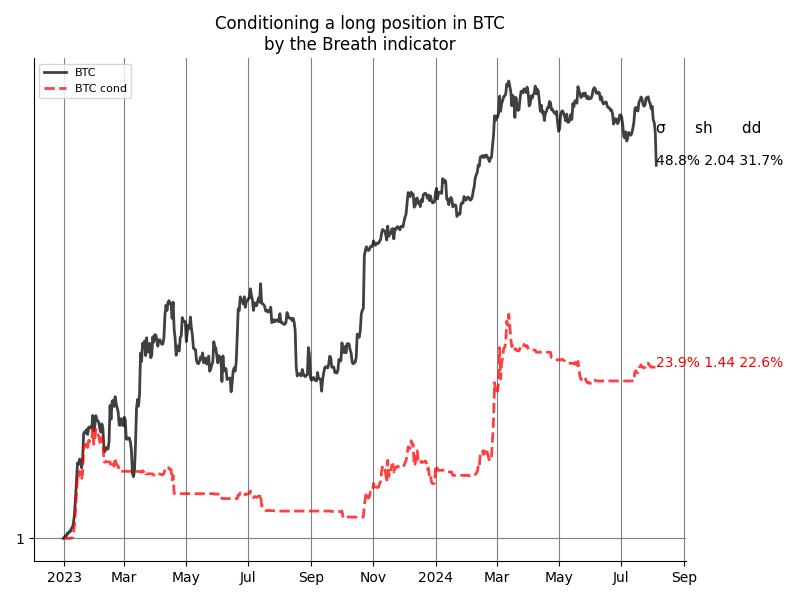 Conditioning a long position in BTC
by the Breath indicator
BTC
BTC cond
σ sh dd
48.8% 2.04 31.7%
23.9% 1.44 22.6%
1
2023 Mar May Jul Sep Nov 2024 Mar May Jul Sep